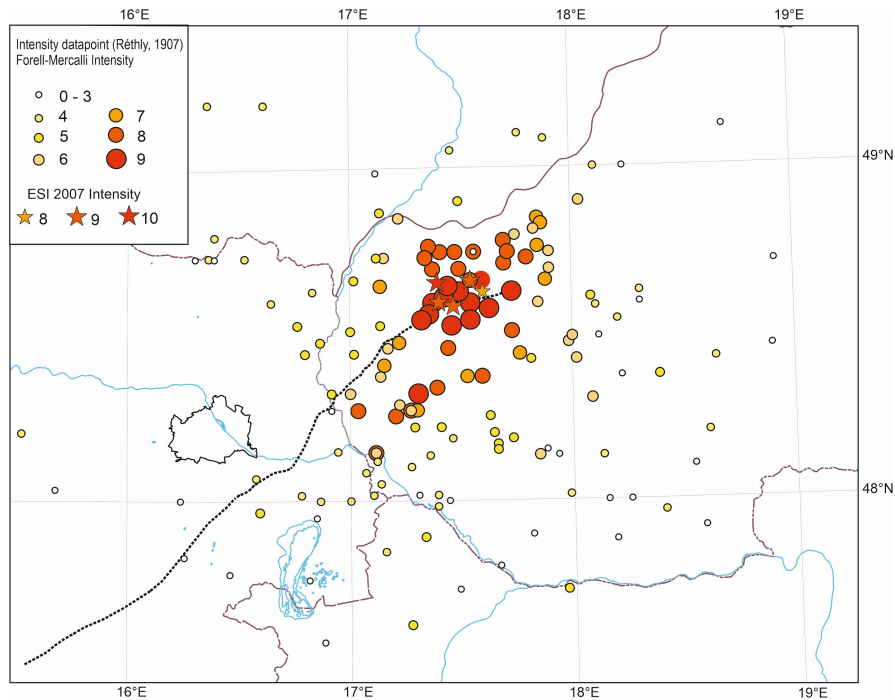 16°E 17°E 18°E 19°E
Intensity datapoint (Réthly, 1907)
Forell-Mercalli Intensity
0 - 3
4 7
5 8
6 9
ESI 2007 Intensity
8 9 10
49°N
48°N
16°E 17°E 18°E 19°E